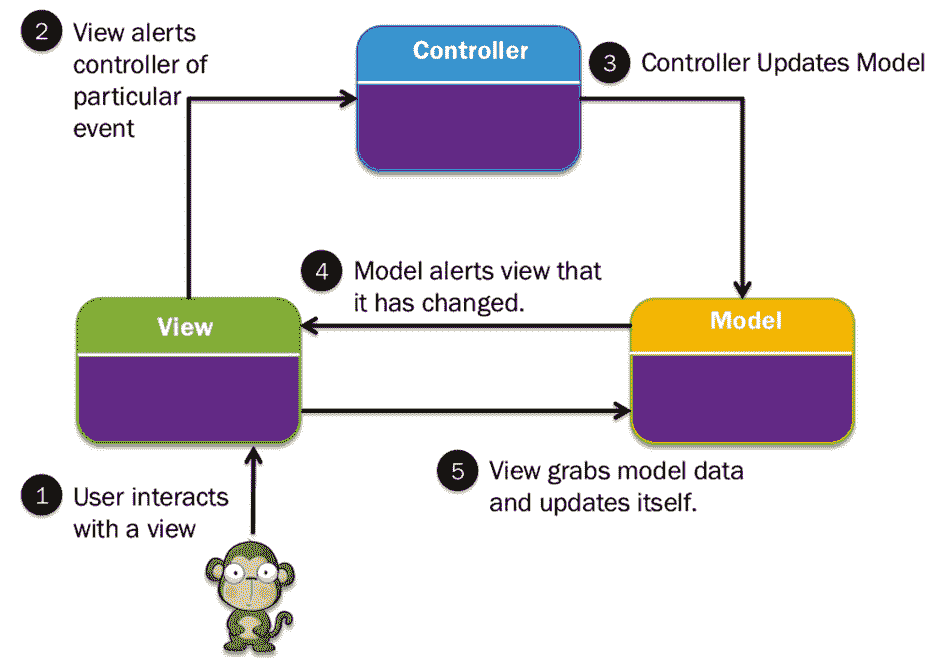 2
View alerts
controller of
particular
event
Controller
3
Controller Updates Model
4
Model alerts view that
it has changed.
View
Model
1
User interacts
with a view
5
View grabs model data
and updates itself.